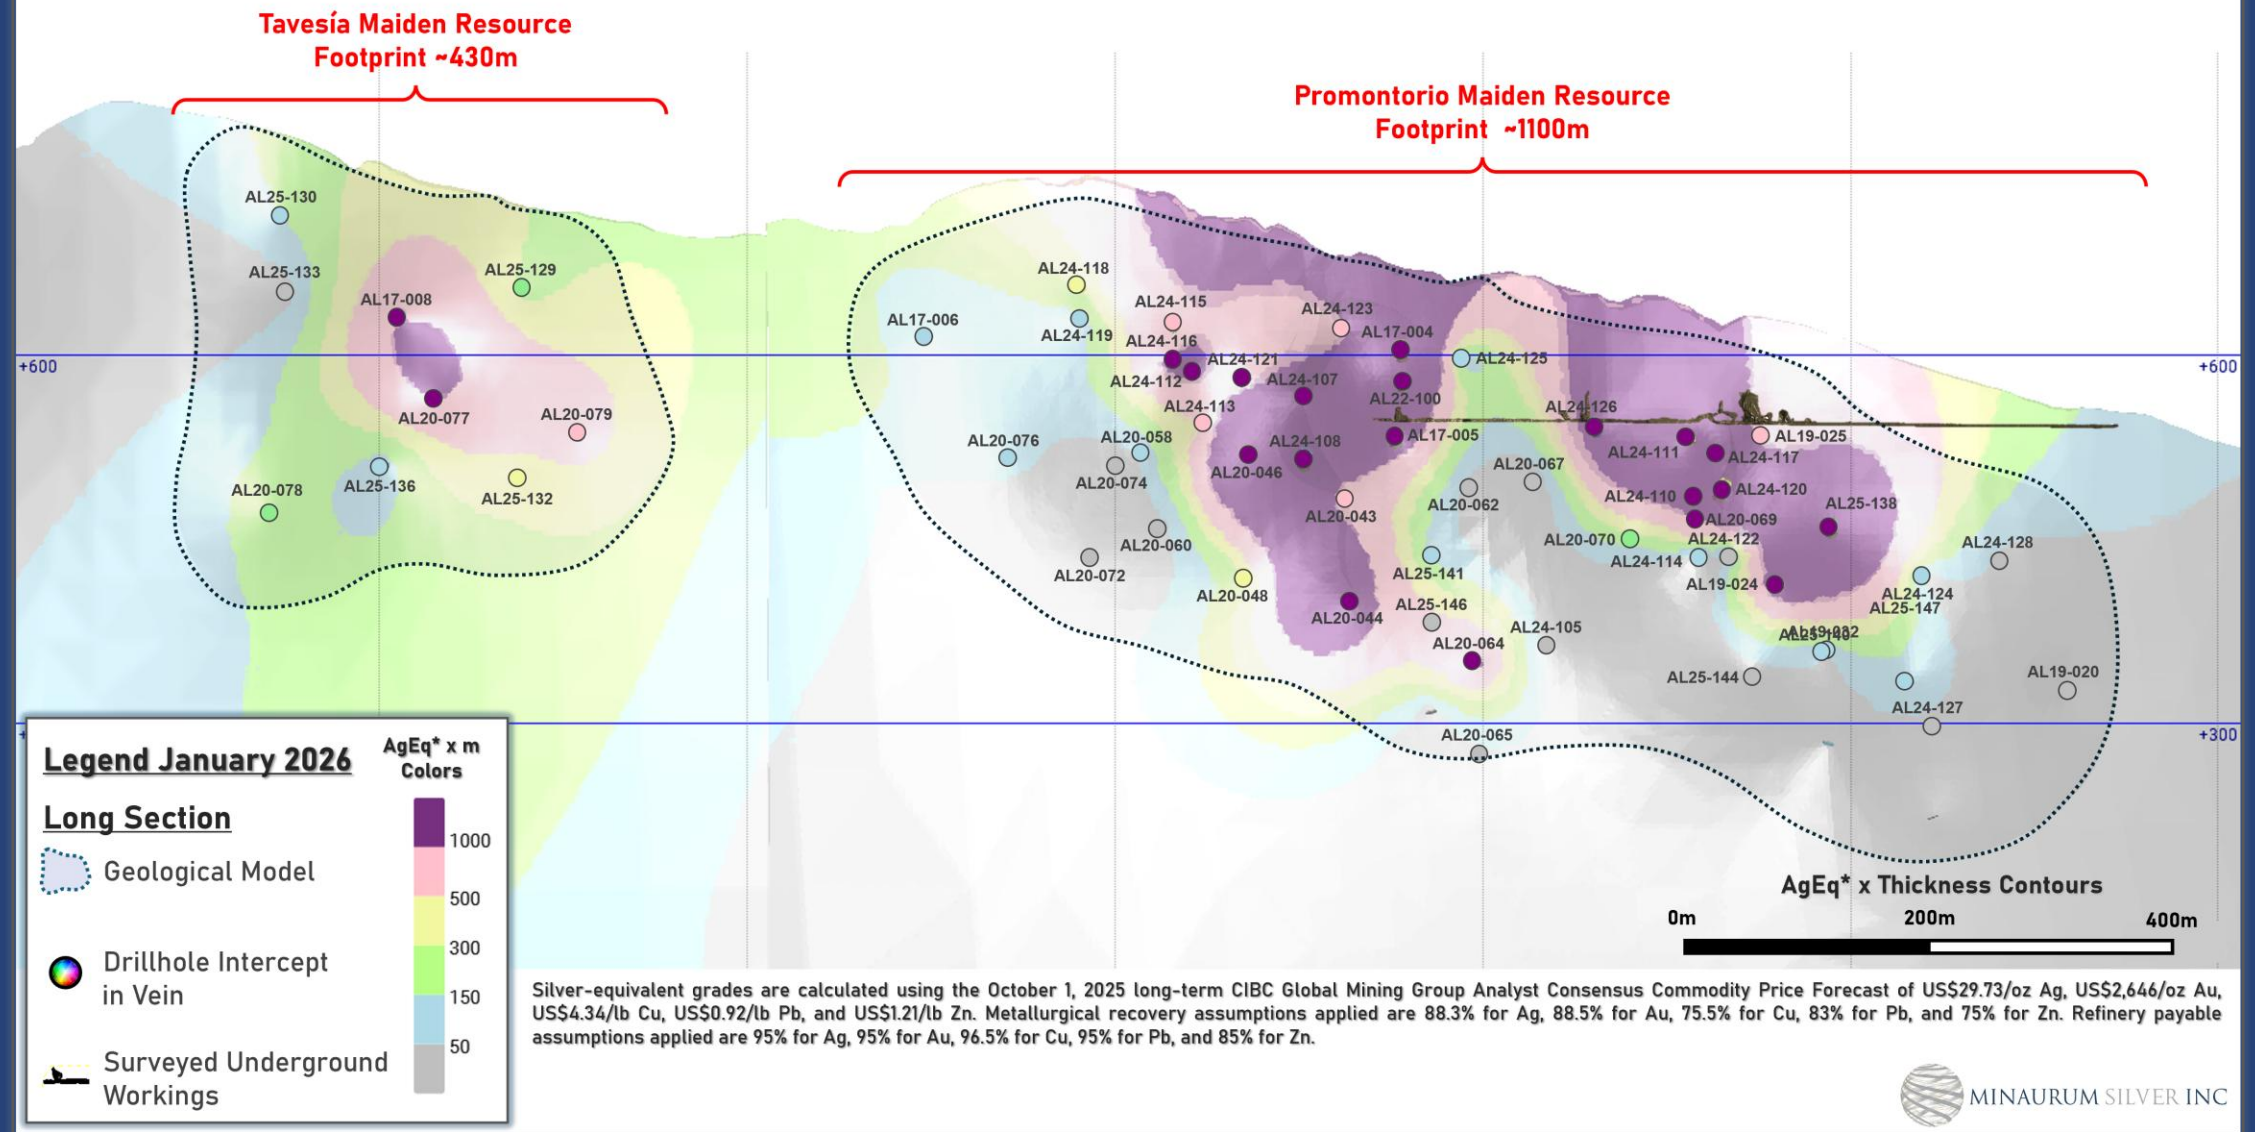 Tavesía Maiden Resource
Footprint ~430m
Promontorio Maiden Resource
Footprint ~1100m
AL25-130
AL25-133
AL25-129
AL17-008
AL20-077
AL20-079
AL20-078
AL25-136
AL25-132
+600
+600
AL24-118
AL17-006
AL24-119
AL24-115
AL24-123
AL24-116
AL17-004
AL24-121
AL24-125
AL24-112
AL24-107
AL22-100
AL24-113
AL24-126
AL20-076
AL20-058
AL24-108
AL17-005
AL19-025
AL20-074
AL20-046
AL24-111
AL24-117
AL20-067
AL20-062
AL24-110
AL24-120
AL25-138
AL20-043
AL20-069
AL20-060
AL20-070
AL24-122
AL24-128
AL20-072
AL25-141
AL24-114
AL20-048
AL19-024
AL24-124
AL25-146
AL25-147
AL20-044
AL24-105
AL20-064
AL25-144
AL19-020
AL24-127
AL20-065
+300
Legend January 2026
AgEq* x m
Colors
Long Section
Geological Model
Drillhole Intercept
in Vein
Surveyed Underground
Workings
1000
500
300
150
50
AgEq* x Thickness Contours
0m 200m 400m
Silver-equivalent grades are calculated using the October 1, 2025 long-term CIBC Global Mining Group Analyst Consensus Commodity Price Forecast of US$29.73/oz Ag, US$2,646/oz Au,
US$4.34/lb Cu, US$0.92/lb Pb, and US$1.21/lb Zn. Metallurgical recovery assumptions applied are 88.3% for Ag, 88.5% for Au, 75.5% for Cu, 83% for Pb, and 75% for Zn. Refinery payable
assumptions applied are 95% for Ag, 95% for Au, 96.5% for Cu, 95% for Pb, and 85% for Zn.
MINAURUM SILVER INC